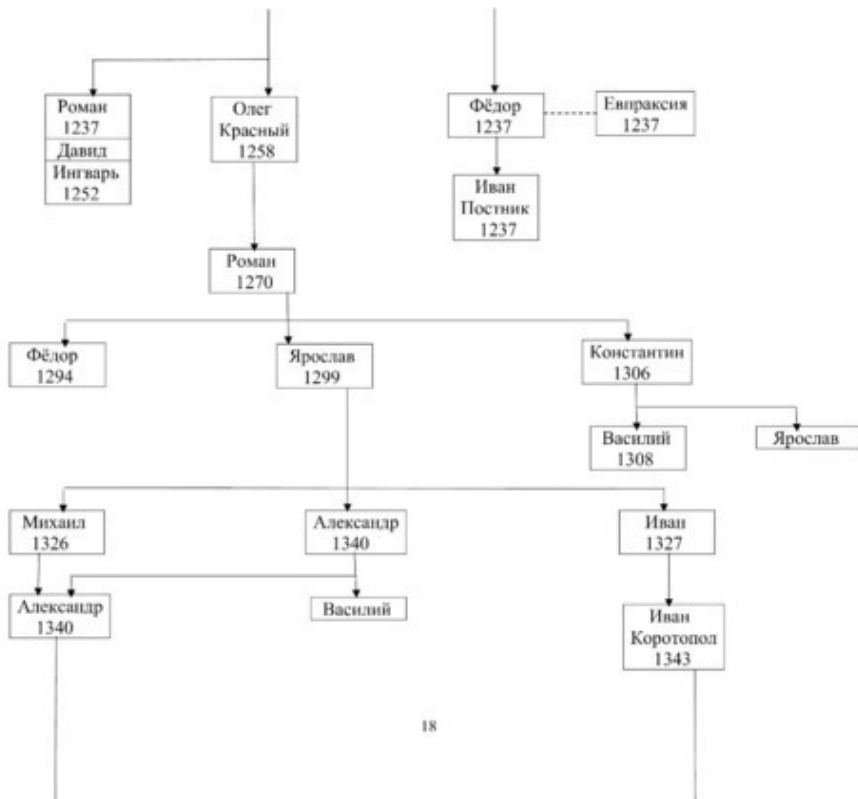 Роман
1237
Давид
Ингварь
1252
Олег
Красный
1258
Фёдор
1237
Евпраксия
1237
Иван
Постник
1237
Роман
1270
Фёдор
1294
Ярослав
1299
Константин
1306
Василий
1308
Ярослав
Михаил
1326
Александр
1340
Иван
1327
Александр
1340
Василий
Иван
Коротопол
1343
18